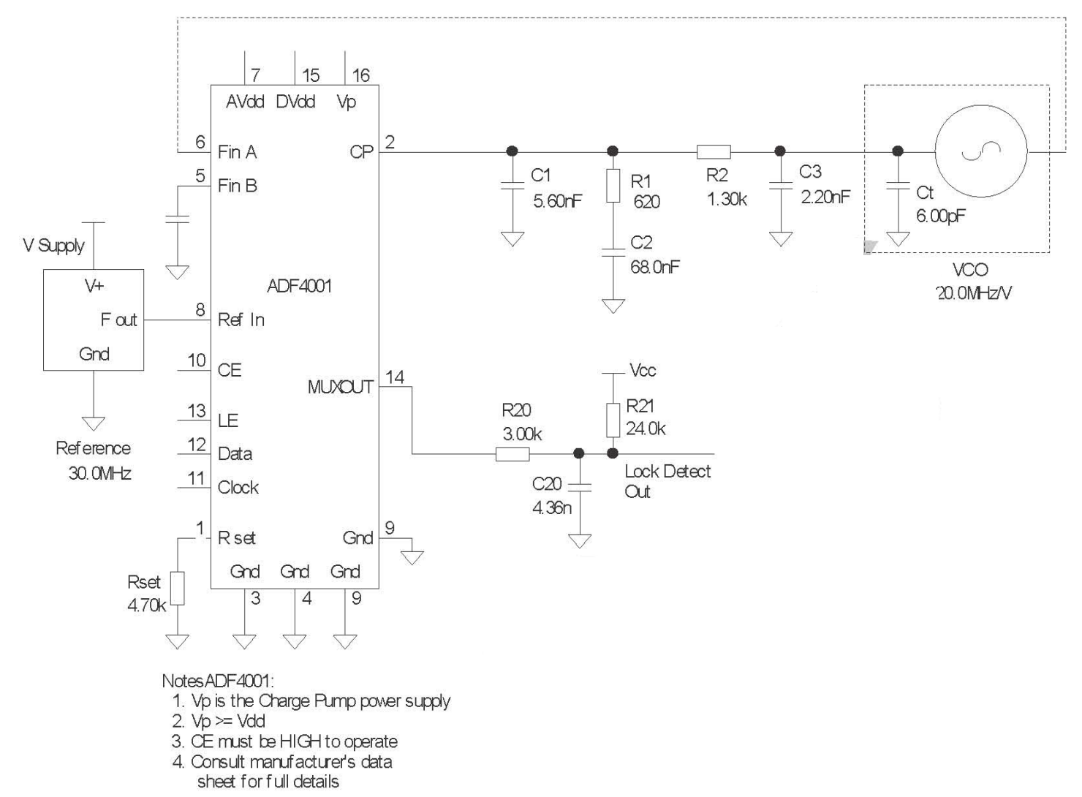 7 15 16
AVdd DVdd Vp
6 Fin A CP 2
5 Fin B
C1
5.60nF
R1
620
C2
68.0nF
R2
1.30k
C3
2.20nF
Ct
6.00pF
VCO
20.0MHz/V
V Supply
V+
F out
Gnd
Reference
30.0MHz
ADF4001
8 Ref In
10 CE
MUXOUT 14
13 LE
12 Data
11 Clock
1 Rset
Gnd 9
Gnd Gnd Gnd
3 4 9
Rset
4.70k
R20
3.00k
Vcc
R21
24.0k
C20
4.36n
Lock Detect
Out
NotesADF4001:
1. Vp is the Charge Pump power supply
2. Vp >= Vdd
3. CE must be HIGH to operate
4. Consult manufacturer's data
sheet for full details